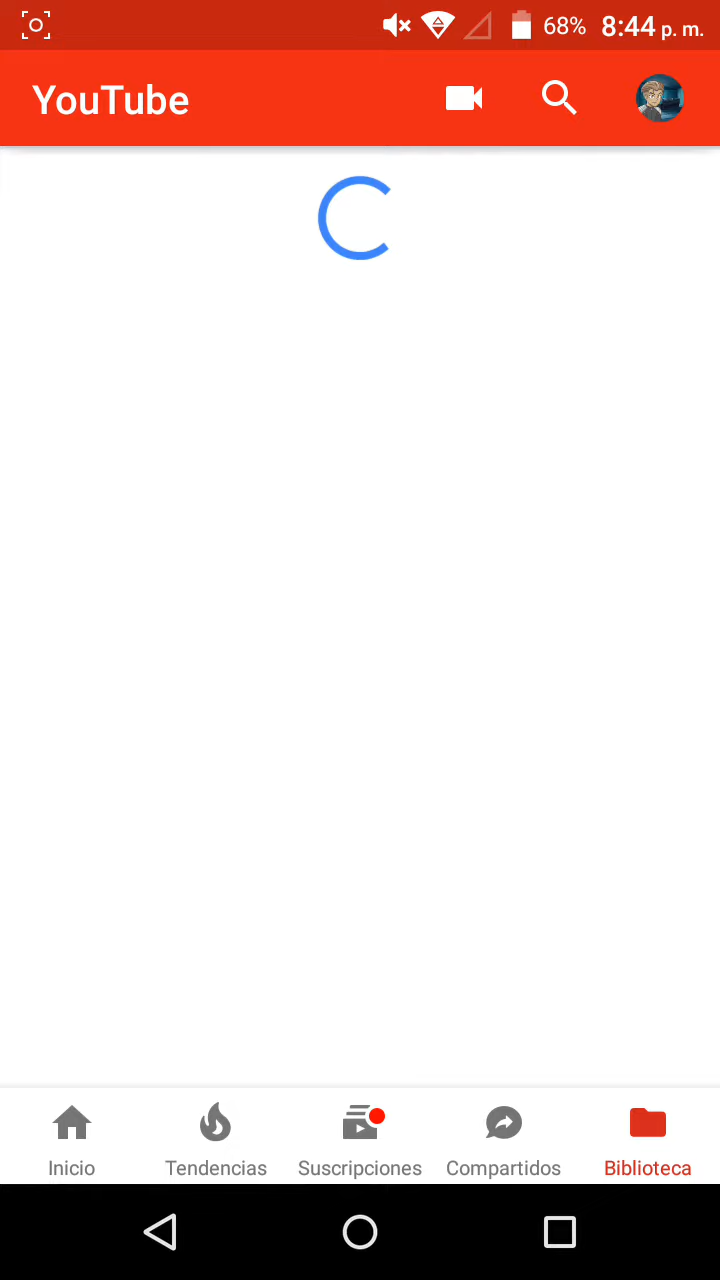 68% 8:44 p. m.
YouTube
Inicio Tendencias Suscripciones Compartidos Biblioteca